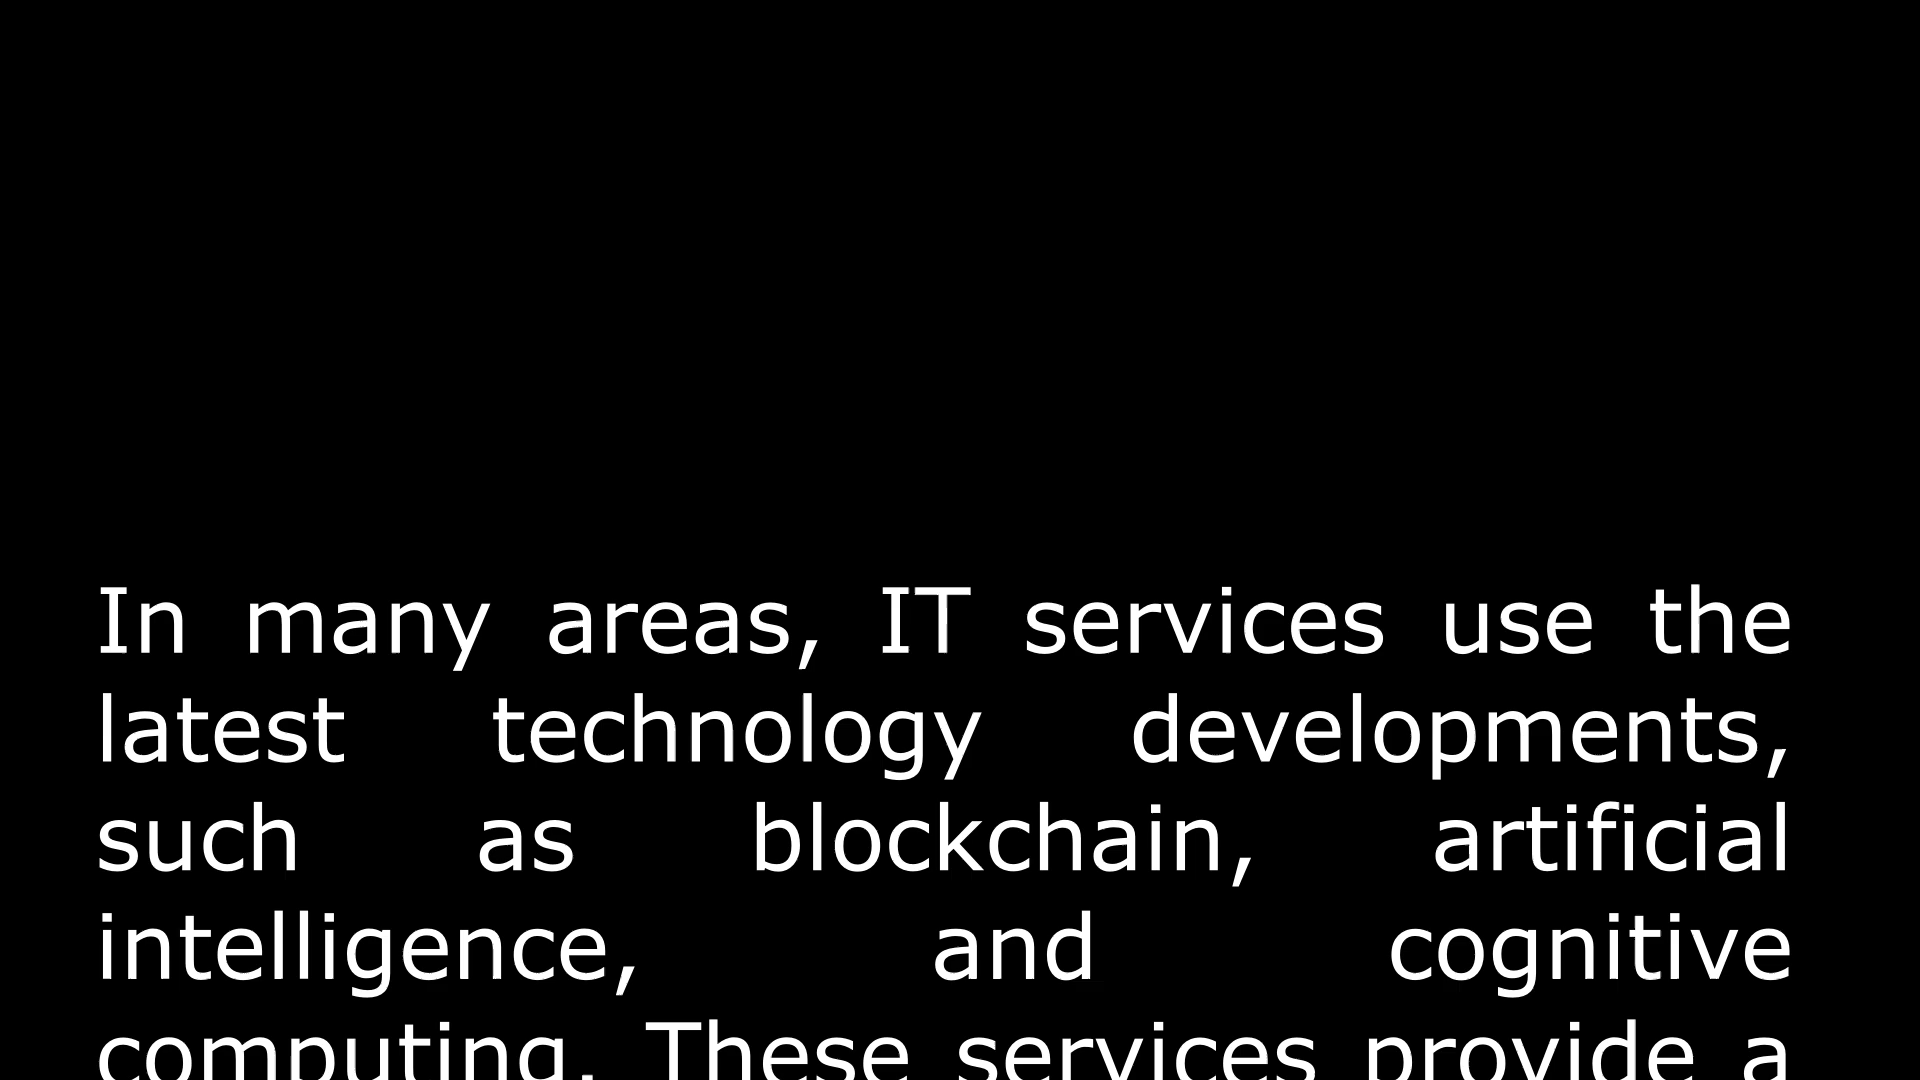 In many areas, IT services use the
latest technology developments,
such as blockchain, artificial
intelligence, and cognitive
computing. These services provide a